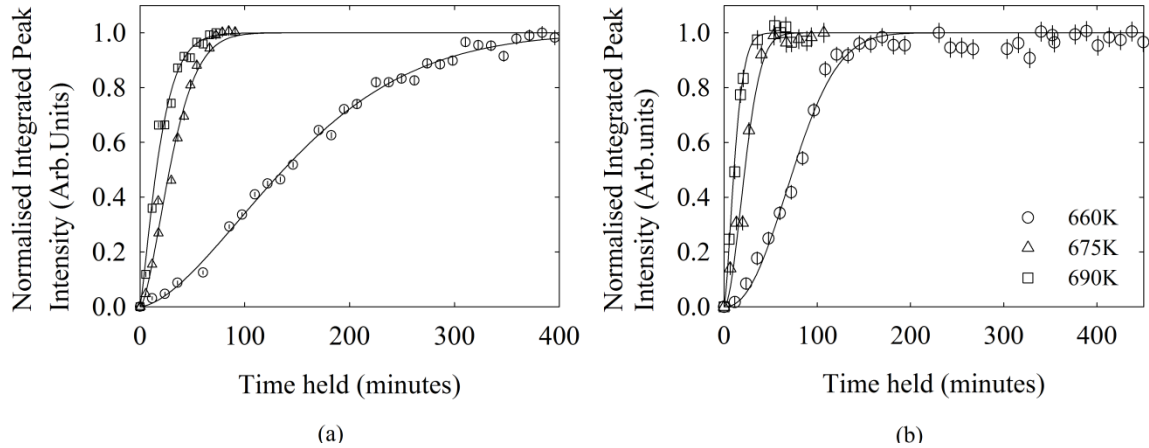 Normalised Integrated Peak
Intensity (Arb.Units)
1.0
0.8
0.6
0.4
0.2
0.0
0 100 200 300 400
Time held (minutes)
(a)
Normalised Integrated Peak
Intensity (Arb.units)
1.0
0.8
0.6
0.4
0.2
0.0
660K
675K
690K
0 100 200 300 400
Time held (minutes)
(b)